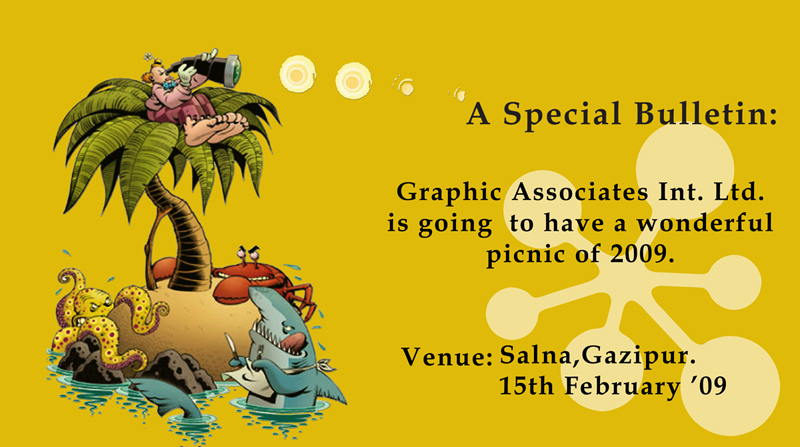 A Special Bulletin:
Graphic Associates Int. Ltd.
is going to have a wonderful
picnic of 2009.
Venue: Salna,Gazipur.
15th February ’09